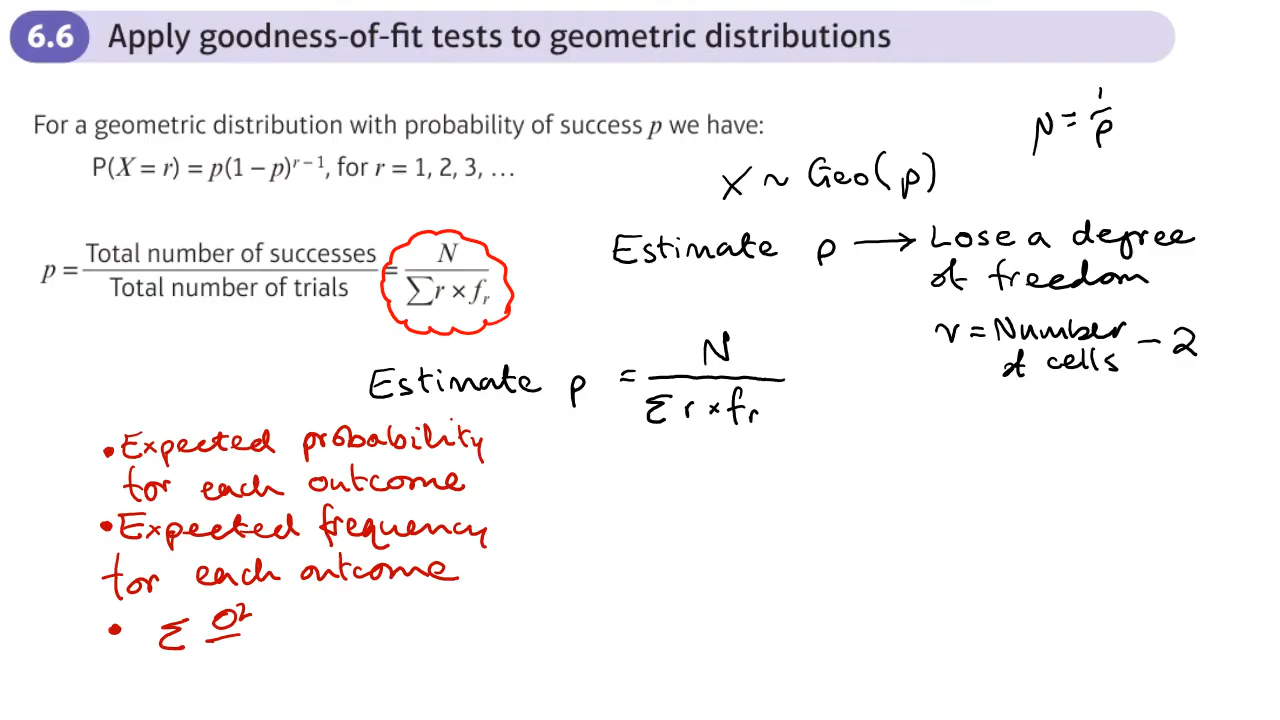 6.6 Apply goodness-of-fit tests to geometric distributions
For a geometric distribution with probability of success p we have:
P(X = r) = p(1 – p)^{r – 1}, for r = 1, 2, 3, …
μ = 1/p
X ~ Geo(p)
p = Total number of successes / Total number of trials = N / ∑r × f_r
Estimate p → Lose a degree
of freedom
ν = Number of cells – 2
Estimate p = N / Σ r × f_r
• Expected probability
for each outcome
• Expected frequency
for each outcome
• Σ O²